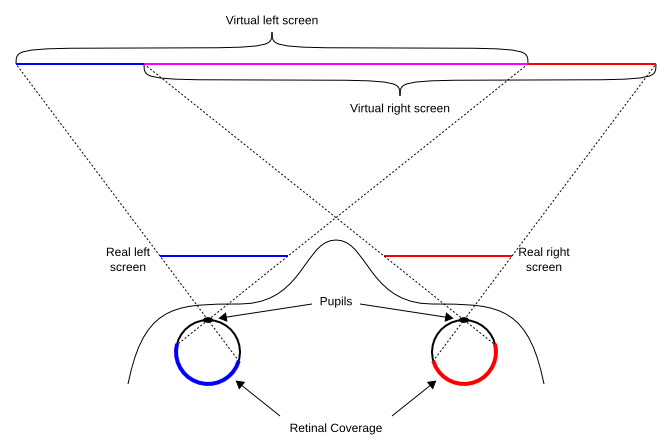 Virtual left screen
Virtual right screen
Real left
screen
Real right
screen
Pupils
Retinal Coverage